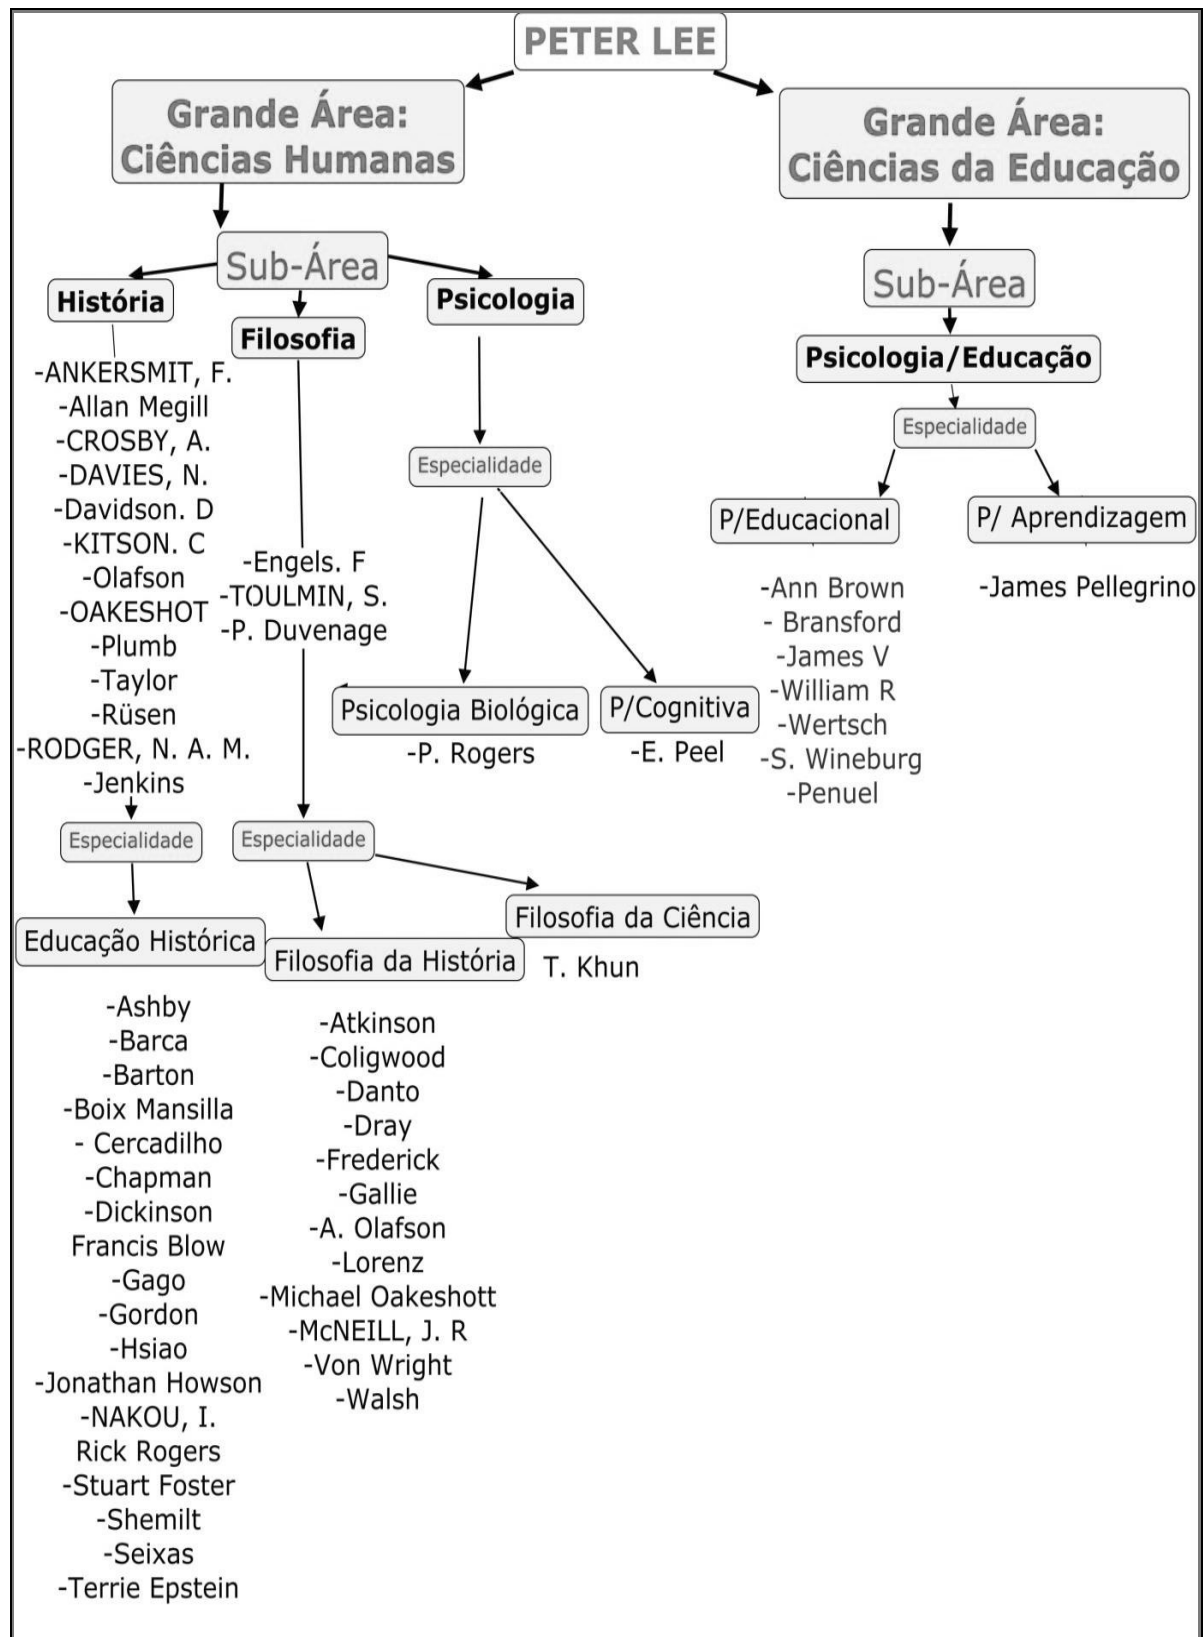 PETER LEE
Grande Área:
Ciências Humanas
Sub-Área
História
-ANKERSMIT, F.
-Allan Megill
-CROSBY, A.
-DAVIES, N.
-Davidson. D
-KITSON. C
-Olafson
-OAKESHOT
-Plumb
-Taylor
-Rüsen
-RODGER, N. A. M.
-Jenkins
Especialidade
Educação Histórica
-Ashby
-Barca
-Barton
-Boix Mansilla
- Cercadilho
-Chapman
-Dickinson
Francis Blow
-Gago
-Gordon
-Hsiao
-Jonathan Howson
-NAKOU, I.
Rick Rogers
-Stuart Foster
-Shemilt
-Seixas
-Terrie Epstein
Filosofia
-Engels. F
-TOULMIN, S.
-P. Duvenage
Especialidade
Filosofia da História
-Atkinson
-Coligwood
-Danto
-Dray
-Frederick
-Gallie
-A. Olafson
-Lorenz
-Michael Oakeshott
-McNEILL, J. R
-Von Wright
-Walsh
Filosofia da Ciência
T. Khun
Psicologia
Especialidade
Psicologia Biológica
-P. Rogers
P/Cognitiva
-E. Peel
Grande Área:
Ciências da Educação
Sub-Área
Psicologia/Educação
Especialidade
P/Educacional
-Ann Brown
- Bransford
-James V
-William R
-Wertsch
-S. Wineburg
-Penuel
P/ Aprendizagem
-James Pellegrino